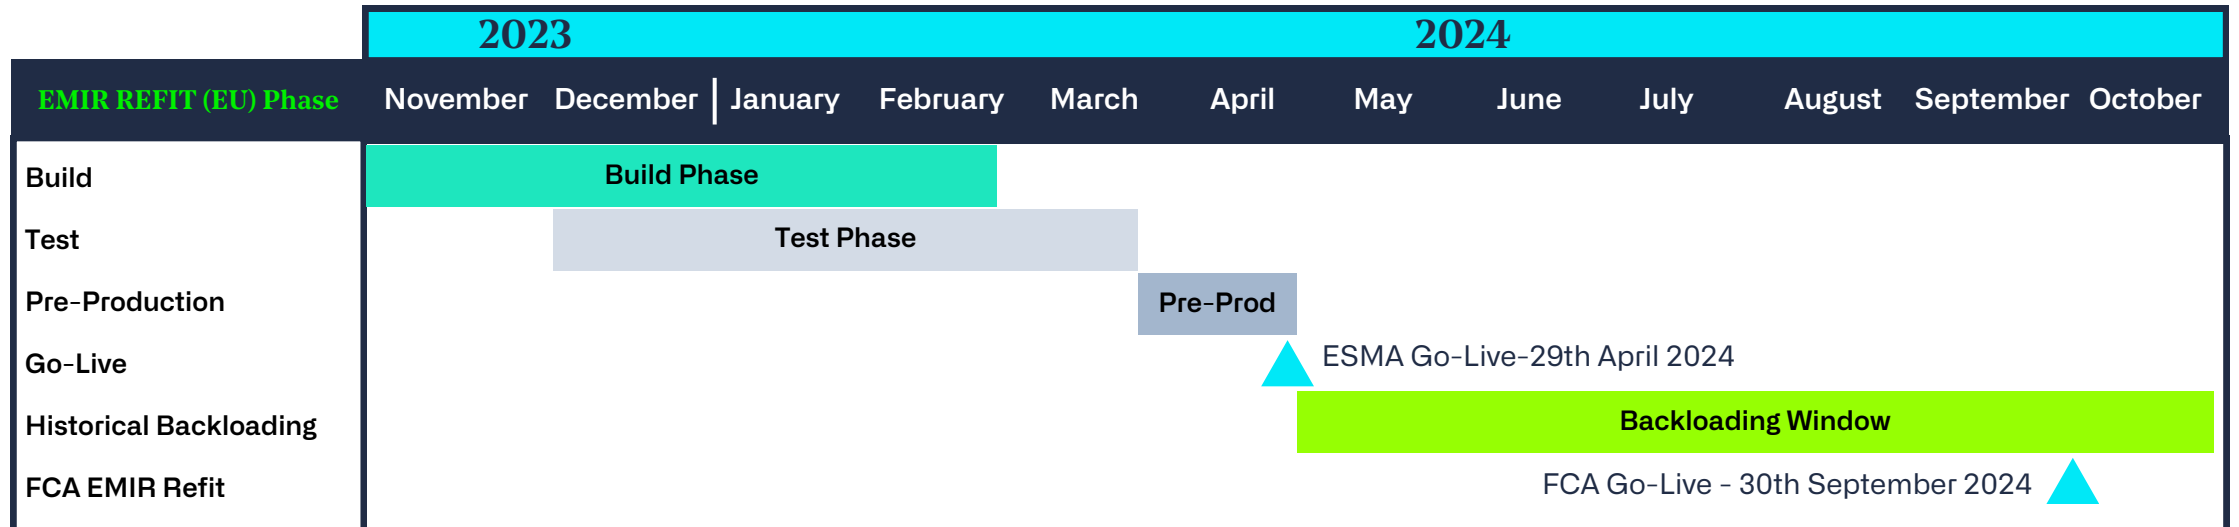 2023 2024
EMIR REFIT (EU) Phase November December January February March April May June July August September October
Build Build Phase
Test Test Phase
Pre-Production Pre-Prod
Go-Live ESMA Go-Live-29th April 2024
Historical Backloading Backloading Window
FCA EMIR Refit FCA Go-Live - 30th September 2024